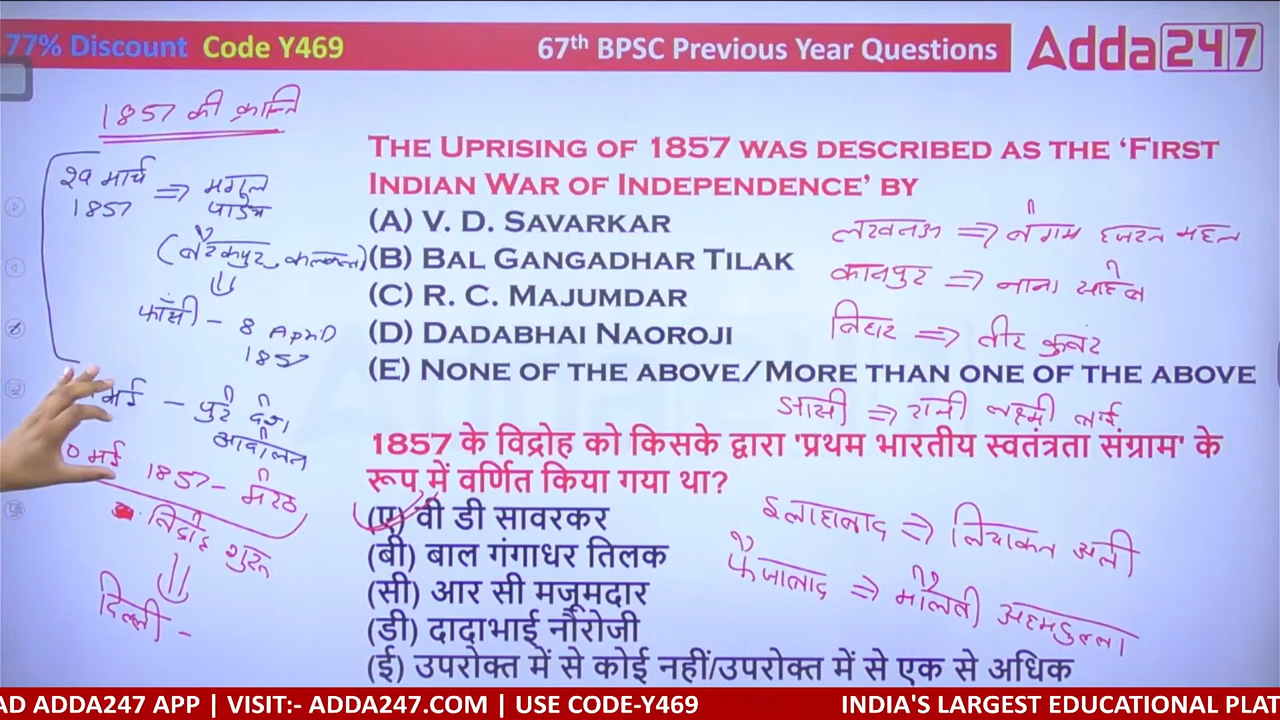 77% Discount Code Y469
67th BPSC Previous Year Questions
Adda247
1857 की क्रान्ति
THE UPRISING OF 1857 WAS DESCRIBED AS THE ‘FIRST
INDIAN WAR OF INDEPENDENCE’ BY
(A) V. D. SAVARKAR
(B) BAL GANGADHAR TILAK
(C) R. C. MAJUMDAR
(D) DADABHAI NAOROJI
(E) NONE OF THE ABOVE/MORE THAN ONE OF THE ABOVE
1857 के विद्रोह को किसके द्वारा 'प्रथम भारतीय स्वतंत्रता संग्राम' के
रूप में वर्णित किया गया था?
(ए) वी डी सावरकर
(बी) बाल गंगाधर तिलक
(सी) आर सी मजूमदार
(डी) दादाभाई नौरोजी
(ई) उपरोक्त में से कोई नहीं/उपरोक्त में से एक से अधिक
29 मार्च ⇒ मंगल
1857 पाण्डेय
(बैरकपुर, कलकत्ता)
फाँसी - 8 April
1857
मई - पुरे देश
आंदोलन
मई 1857 - मेरठ
विद्रोह शुरू
दिल्ली -
लखनऊ ⇒ बेगम हजरत महल
कानपुर ⇒ नाना साहेब
बिहार ⇒ वीर कुवंर
झासी ⇒ रानी लक्ष्मी बाई
इलाहाबाद ⇒ लियाकत अली
फैजाबाद ⇒ मौलवी अहमदुल्ला
AD ADDA247 APP | VISIT:- ADDA247.COM | USE CODE-Y469
INDIA'S LARGEST EDUCATIONAL PLAT